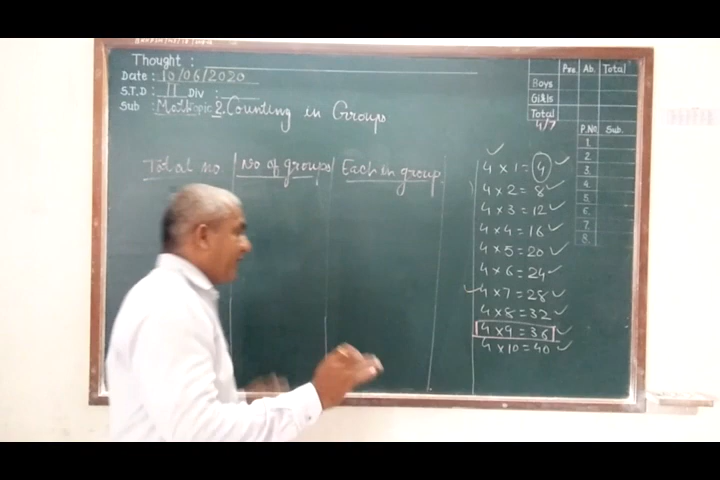 Thought :
Date : 10/06/2020
S.T.D : II Div :
Sub : Math Topic 2. Counting in Groups
Pre. Ab. Total
Boys
Girls
Total
4/7
P.No. Sub.
1.
2.
3.
4.
5.
6.
7.
8.
Total no. No of groups Each in group
4 × 1 = 4
4 × 2 = 8
4 × 3 = 12
4 × 4 = 16
4 × 5 = 20
4 × 6 = 24
4 × 7 = 28
4 × 8 = 32
4 × 9 = 36
4 × 10 = 40